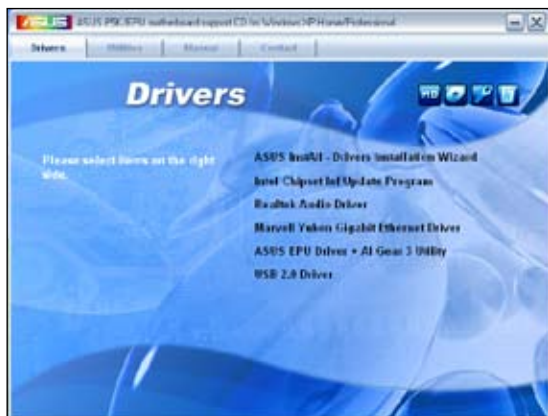 ASUS P5K/EPU motherboard support CD for Windows XP Home/Professional
Drivers
Utilities
Manual
Contact
Drivers
Please select items on the right side.
ASUS InstAll - Drivers Installation Wizard
Intel Chipset Inf Update Program
Realtek Audio Driver
Marvell Yukon Gigabit Ethernet Driver
ASUS EPU Driver + AI Gear 3 Utility
USB 2.0 Driver